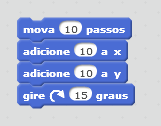 mova 10 passos
adicione 10 a x
adicione 10 a y
gire 15 graus